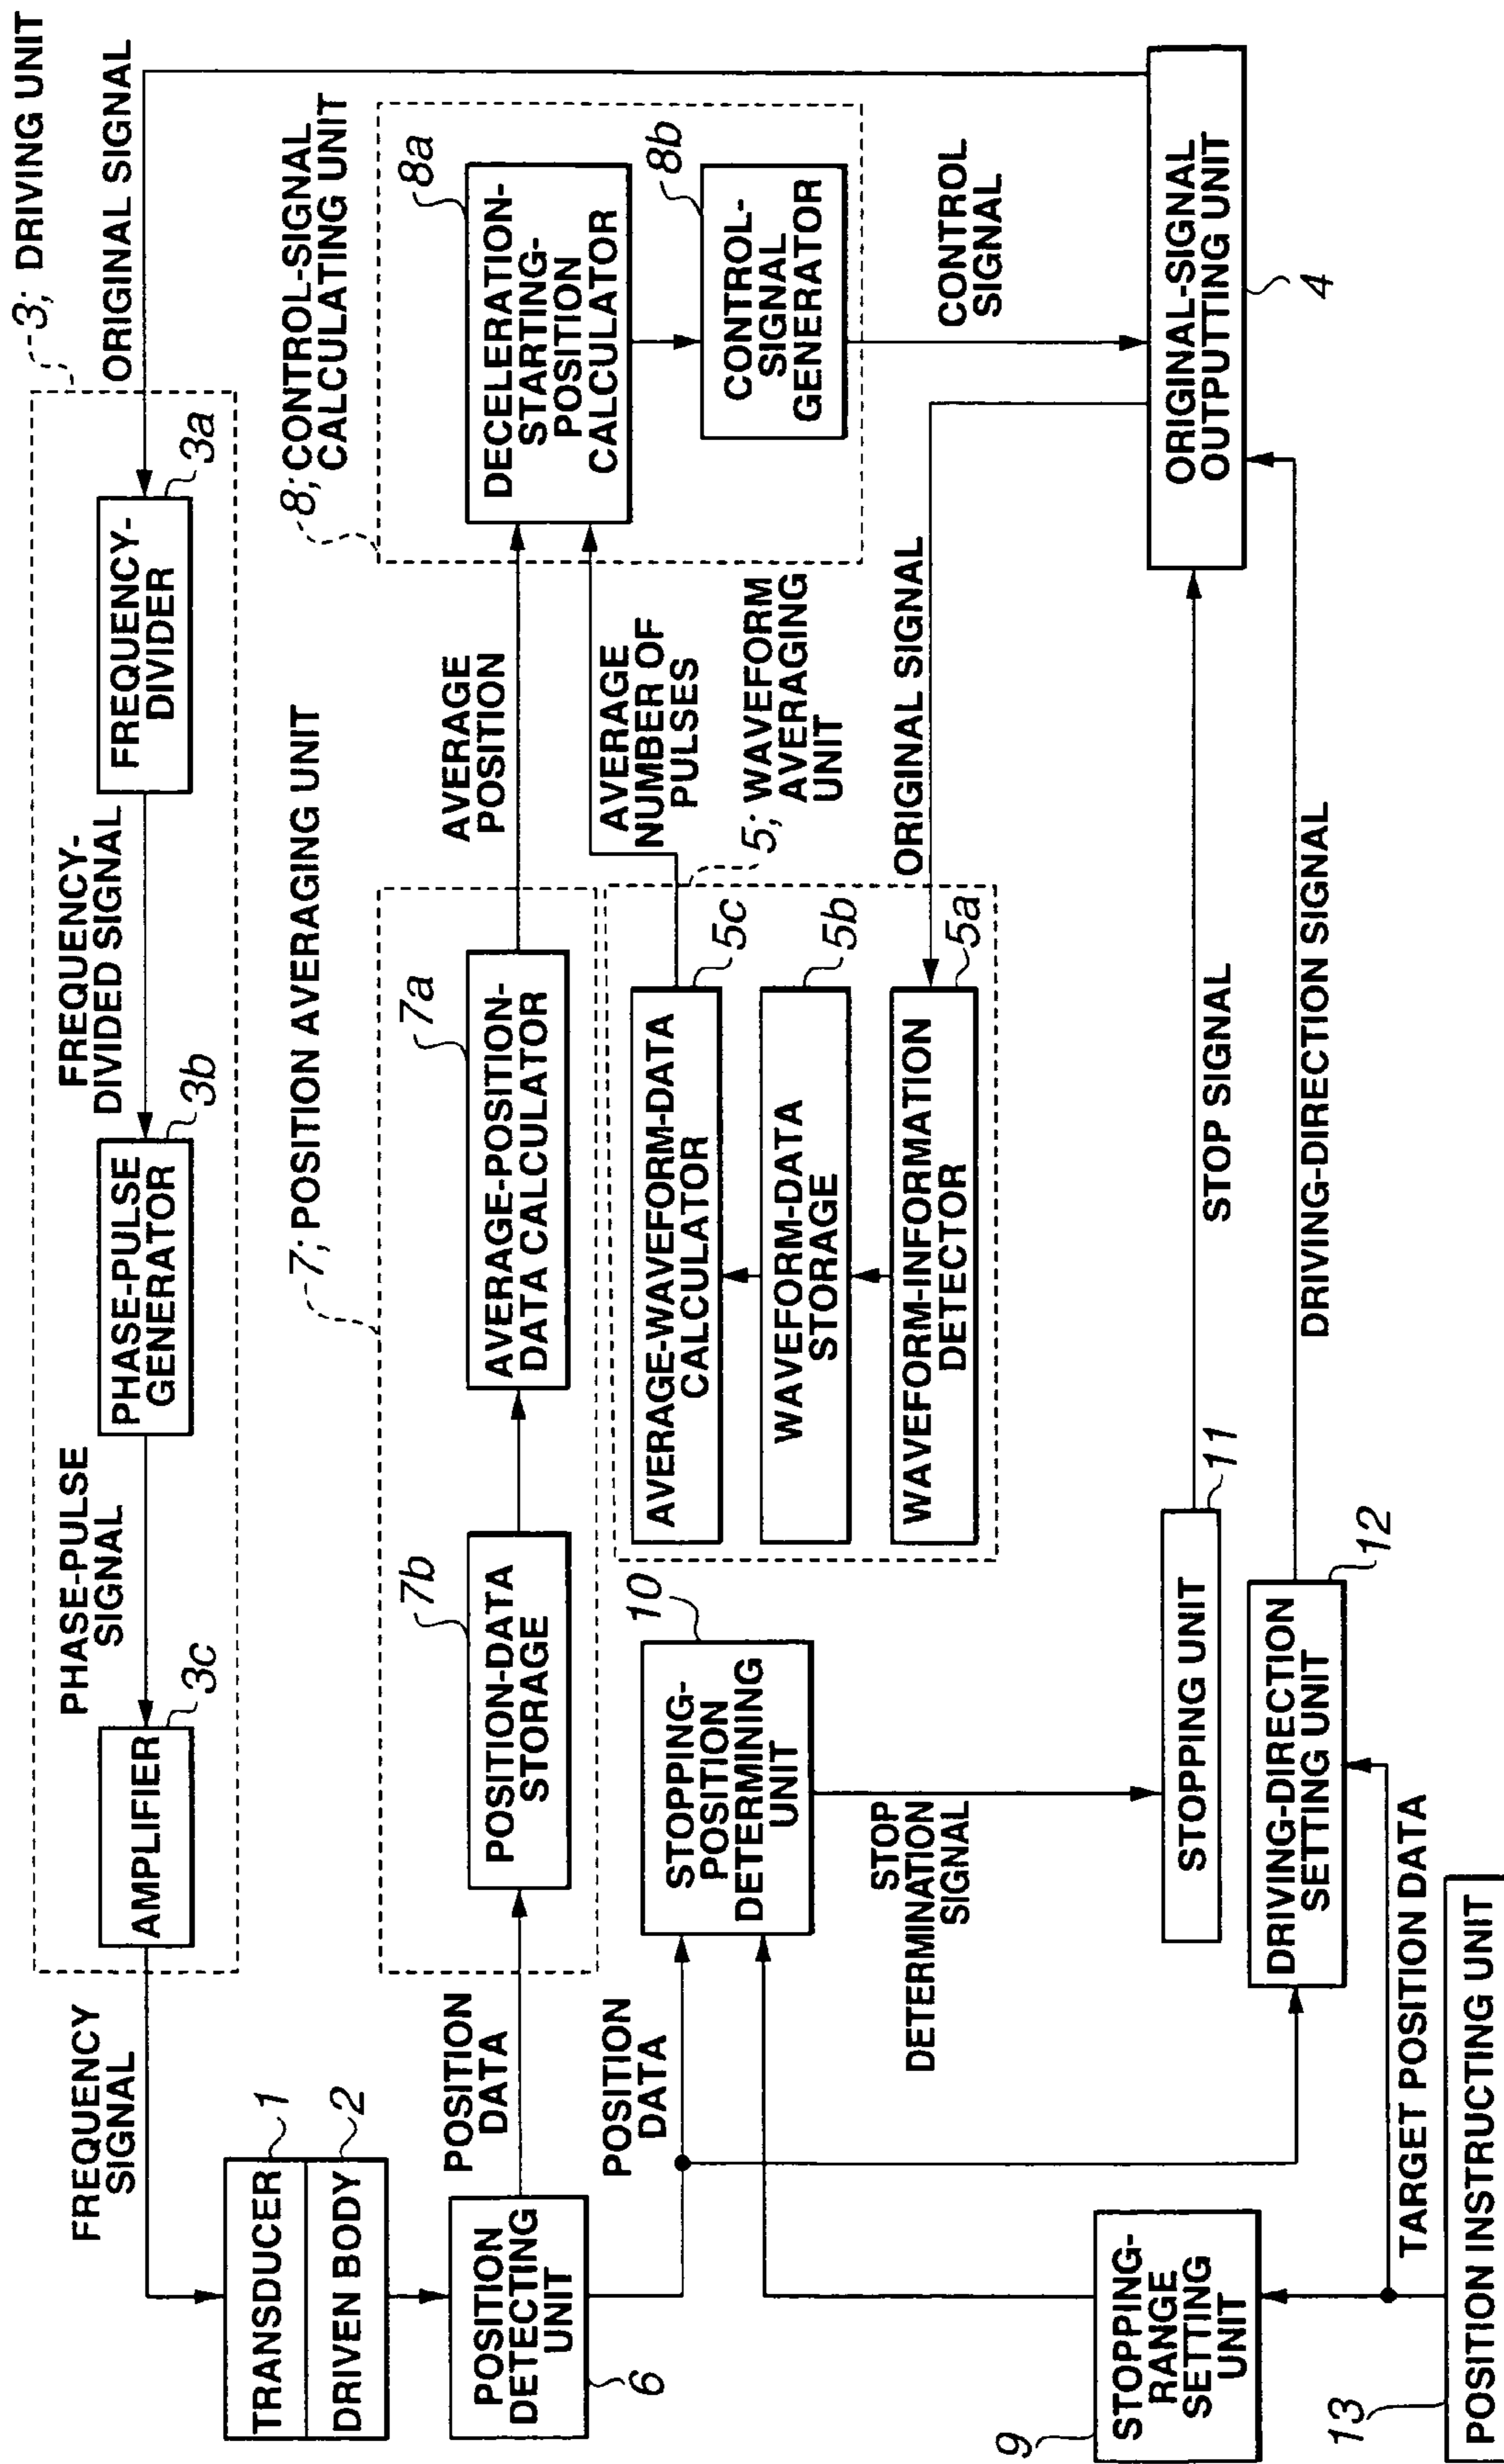 3; DRIVING UNIT
ORIGINAL SIGNAL
3a
FREQUENCY-
DIVIDER
FREQUENCY-
DIVIDED SIGNAL
3b
PHASE-PULSE
GENERATOR
PHASE-PULSE
SIGNAL
3c
AMPLIFIER
FREQUENCY
SIGNAL
TRANSDUCER
1
DRIVEN BODY
2
POSITION
DETECTING
UNIT
6
POSITION
DATA
7; POSITION AVERAGING UNIT
7b
POSITION-DATA
STORAGE
7a
AVERAGE-POSITION-
DATA CALCULATOR
AVERAGE
POSITION
8; CONTROL-SIGNAL
CALCULATING UNIT
8a
DECELERATION-
STARTING-
POSITION
CALCULATOR
8b
CONTROL-
SIGNAL
GENERATOR
CONTROL
SIGNAL
AVERAGE
NUMBER OF
PULSES
5; WAVEFORM
AVERAGING
UNIT
5c
AVERAGE-WAVEFORM-DATA
CALCULATOR
5b
WAVEFORM-DATA
STORAGE
5a
WAVEFORM-INFORMATION
DETECTOR
ORIGINAL SIGNAL
POSITION
DATA
10
STOPPING-
POSITION
DETERMINING
UNIT
STOP
DETERMINATION
SIGNAL
STOPPING UNIT
11
STOP SIGNAL
ORIGINAL-SIGNAL
OUTPUTTING UNIT
4
DRIVING-DIRECTION
SETTING UNIT
12
DRIVING-DIRECTION SIGNAL
9
STOPPING-
RANGE
SETTING
UNIT
TARGET POSITION DATA
13
POSITION INSTRUCTING UNIT